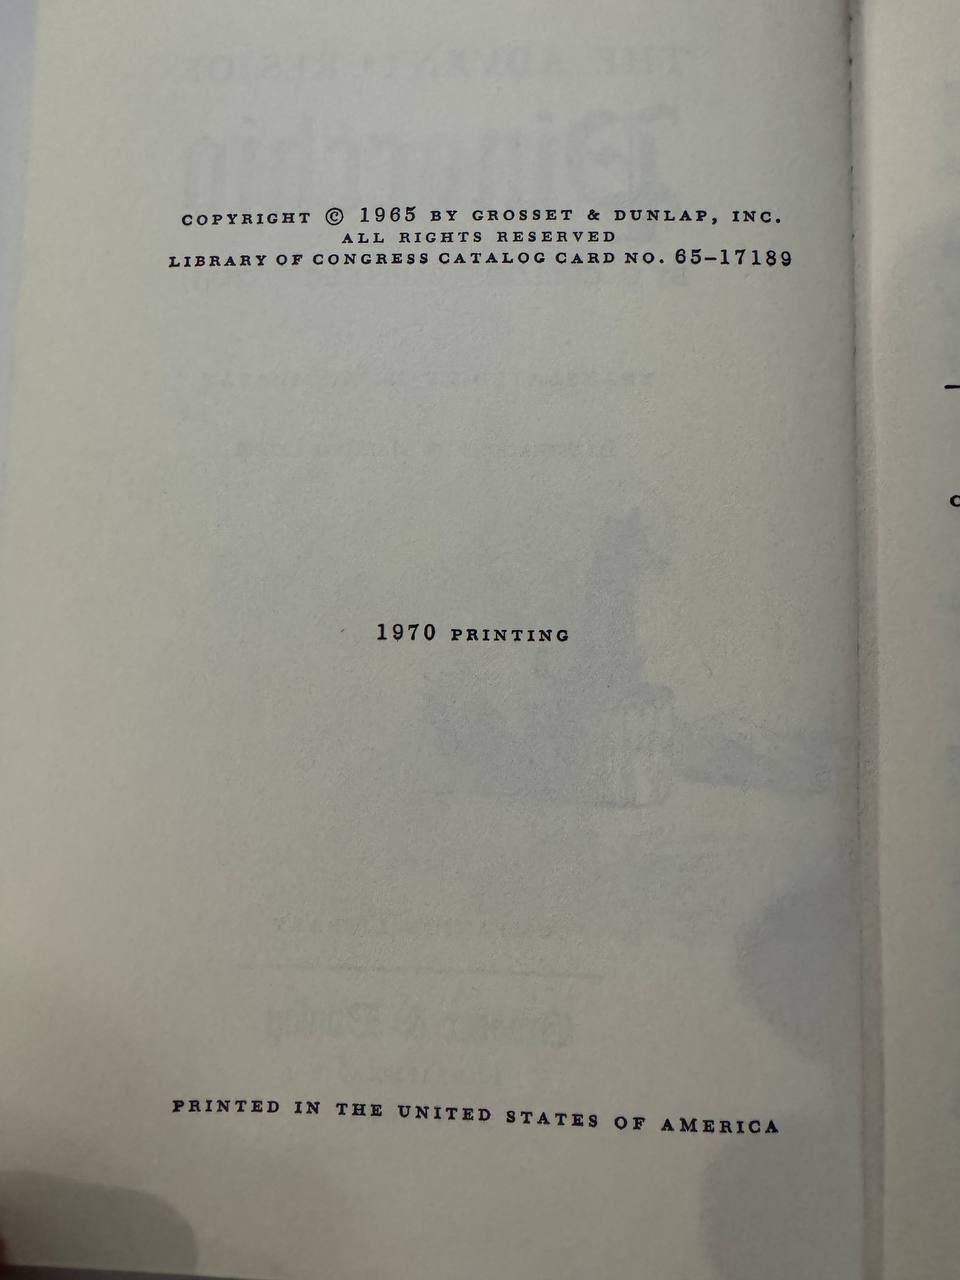 COPYRIGHT © 1965 BY GROSSET & DUNLAP, INC.
ALL RIGHTS RESERVED
LIBRARY OF CONGRESS CATALOG CARD NO. 65-17189
1970 PRINTING
PRINTED IN THE UNITED STATES OF AMERICA